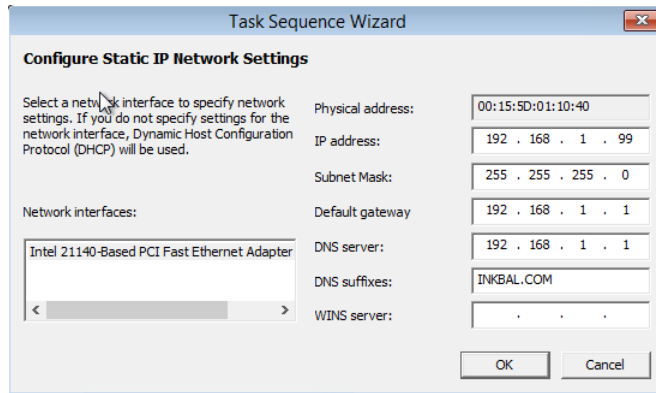 Task Sequence Wizard
Configure Static IP Network Settings
Select a network interface to specify network
settings. If you do not specify settings for the
network interface, Dynamic Host Configuration
Protocol (DHCP) will be used.
Network interfaces:
Intel 21140-Based PCI Fast Ethernet Adapter
Physical address: 00:15:5D:01:10:40
IP address: 192 . 168 . 1 . 99
Subnet Mask: 255 . 255 . 255 . 0
Default gateway 192 . 168 . 1 . 1
DNS server: 192 . 168 . 1 . 1
DNS suffixes: INKBAL.COM
WINS server: . . .
OK Cancel